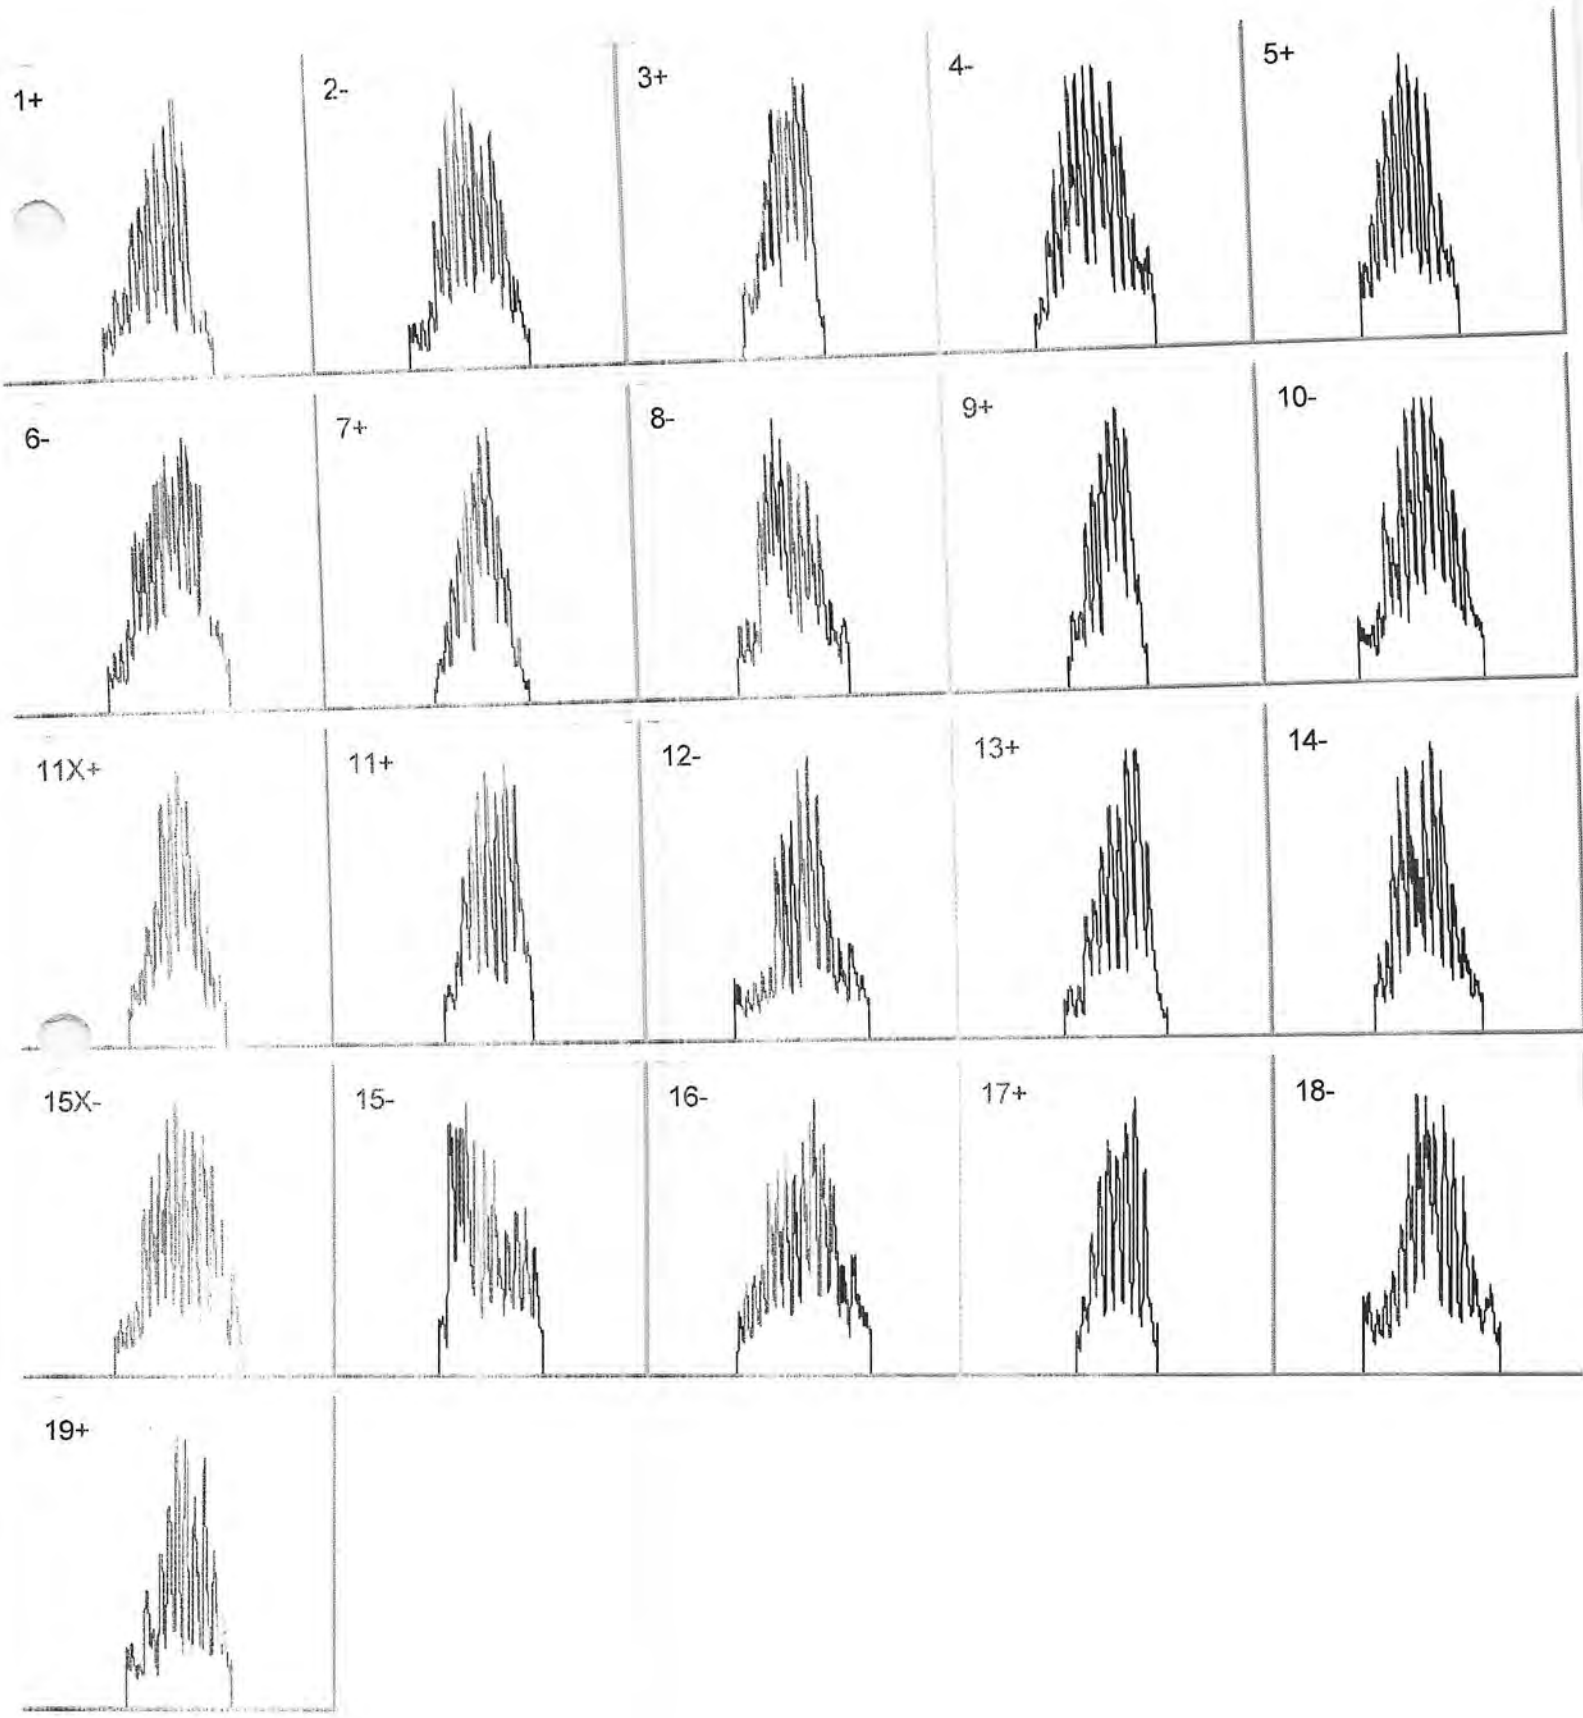 1+ 2- 3+ 4- 5+
6- 7+ 8- 9+ 10-
11X+ 11+ 12- 13+ 14-
15X- 15- 16- 17+ 18-
19+